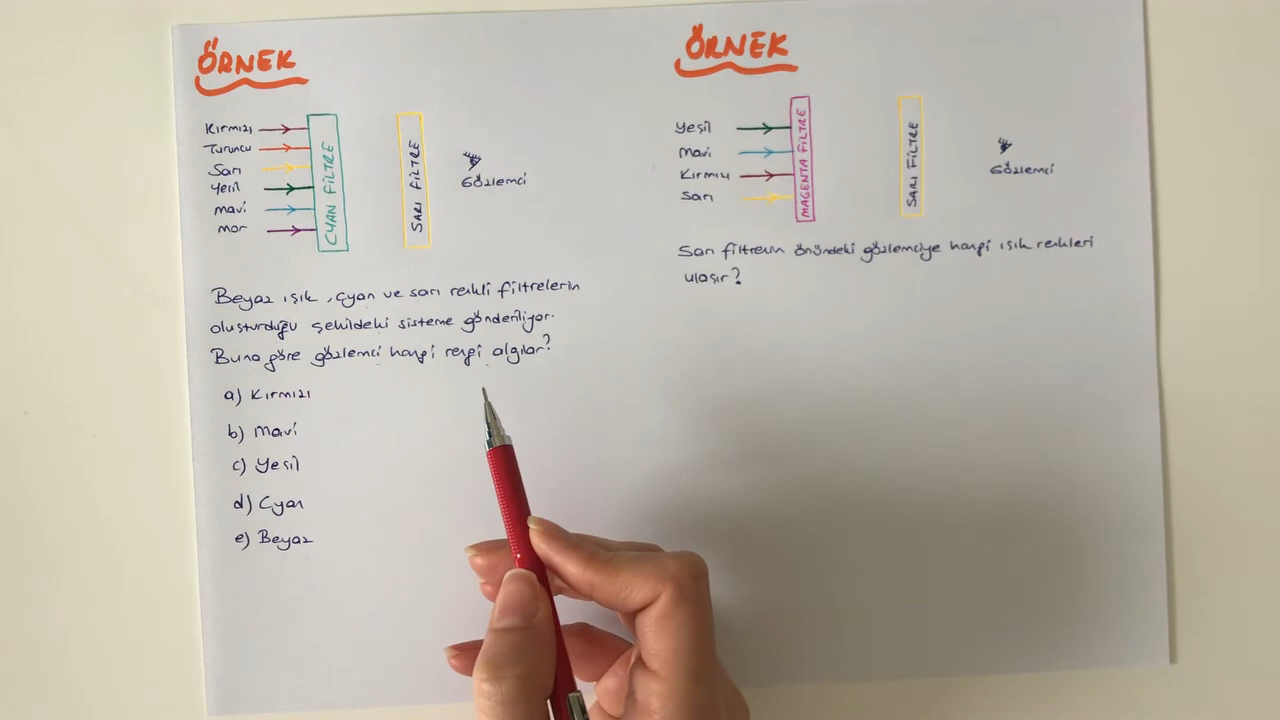 ÖRNEK
Kırmızı
Turuncu
Sarı
Yeşil
mavi
mor
CYAN FİLTRE
SARI FİLTRE
Gözlemci
Beyaz ışık, cyan ve sarı renkli filtrelerin
oluşturduğu şekildeki sisteme gönderiliyor.
Buna göre gözlemci hangi rengi algılar?
a) Kırmızı
b) Mavi
c) Yeşil
d) Cyan
e) Beyaz
ÖRNEK
Yeşil
Mavi
Kırmızı
Sarı
MAGENTA FİLTRE
SARI FİLTRE
Gözlemci
Sarı filtrenin önündeki gözlemciye hangi ışık renkleri
ulaşır?